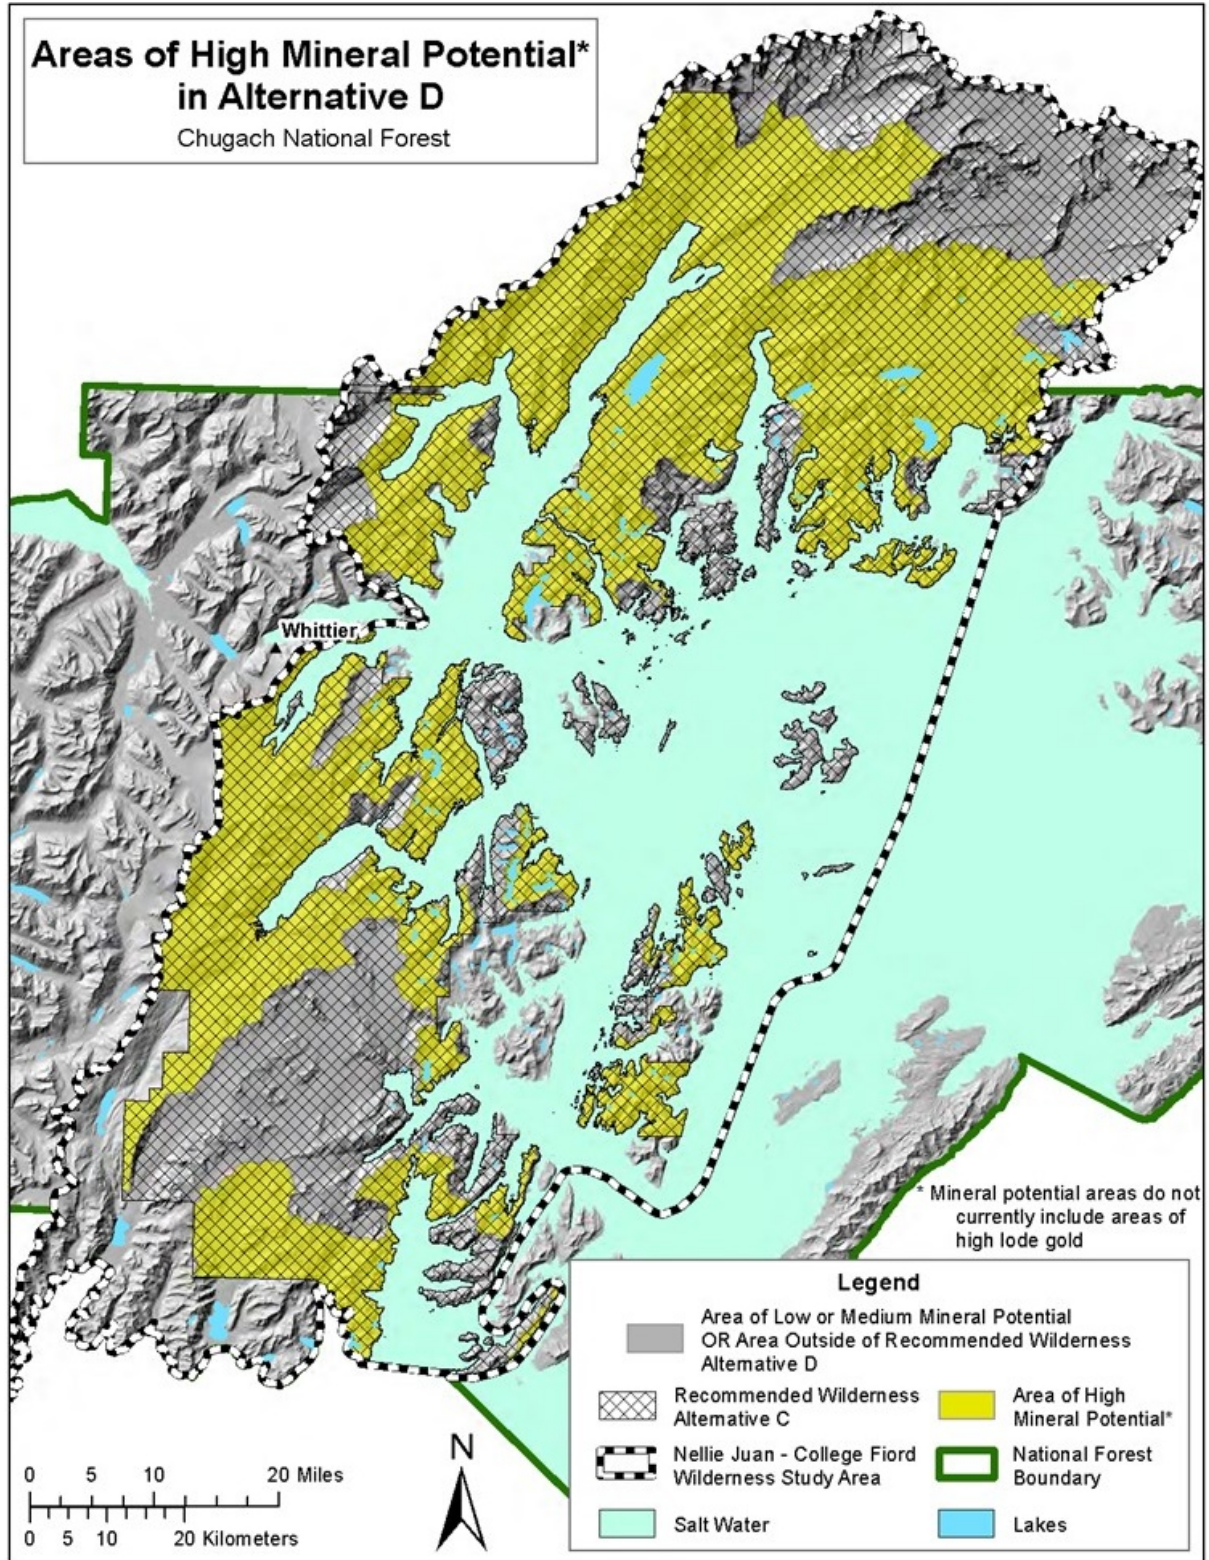 Areas of High Mineral Potential*
in Alternative D
Chugach National Forest
Whittier
* Mineral potential areas do not
currently include areas of
high lode gold
Legend
Area of Low or Medium Mineral Potential
OR Area Outside of Recommended Wilderness
Alternative D
Recommended Wilderness
Alternative C
Area of High
Mineral Potential*
Nellie Juan - College Fiord
Wilderness Study Area
National Forest
Boundary
Salt Water
Lakes
0 5 10 20 Miles
0 5 10 20 Kilometers
N